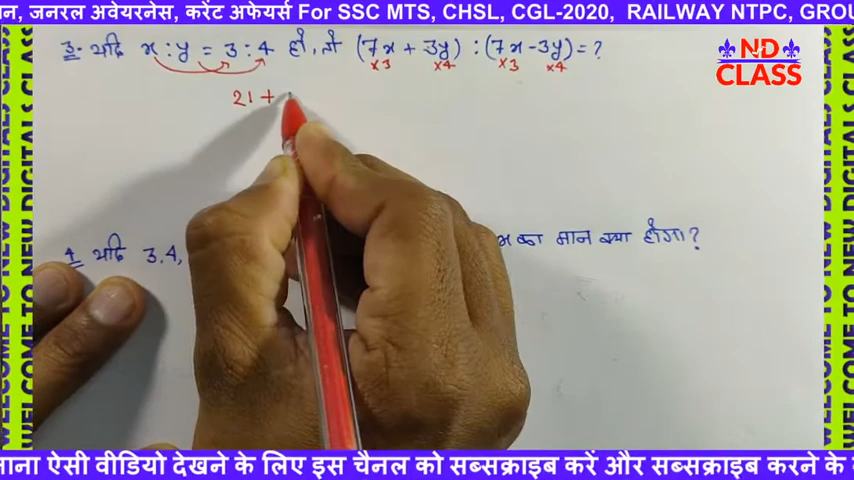 न, जनरल अवेयरनेस, करेंट अफेयर्स For SSC MTS, CHSL, CGL-2020, RAILWAY NTPC, GROU
3. यदि x : y = 3 : 4 हो, तो (7x + 3y) : (7x - 3y) = ?
×3 ×4 ×3 ×4
ND
CLASS
21 +
4 यदि 3.4, का मान क्या होगा?
NEW DIGITAL C
WELCOME TO NEW DIGITALS C
माना ऐसी वीडियो देखने के लिए इस चैनल को सब्सक्राइब करें और सब्सक्राइब करने के